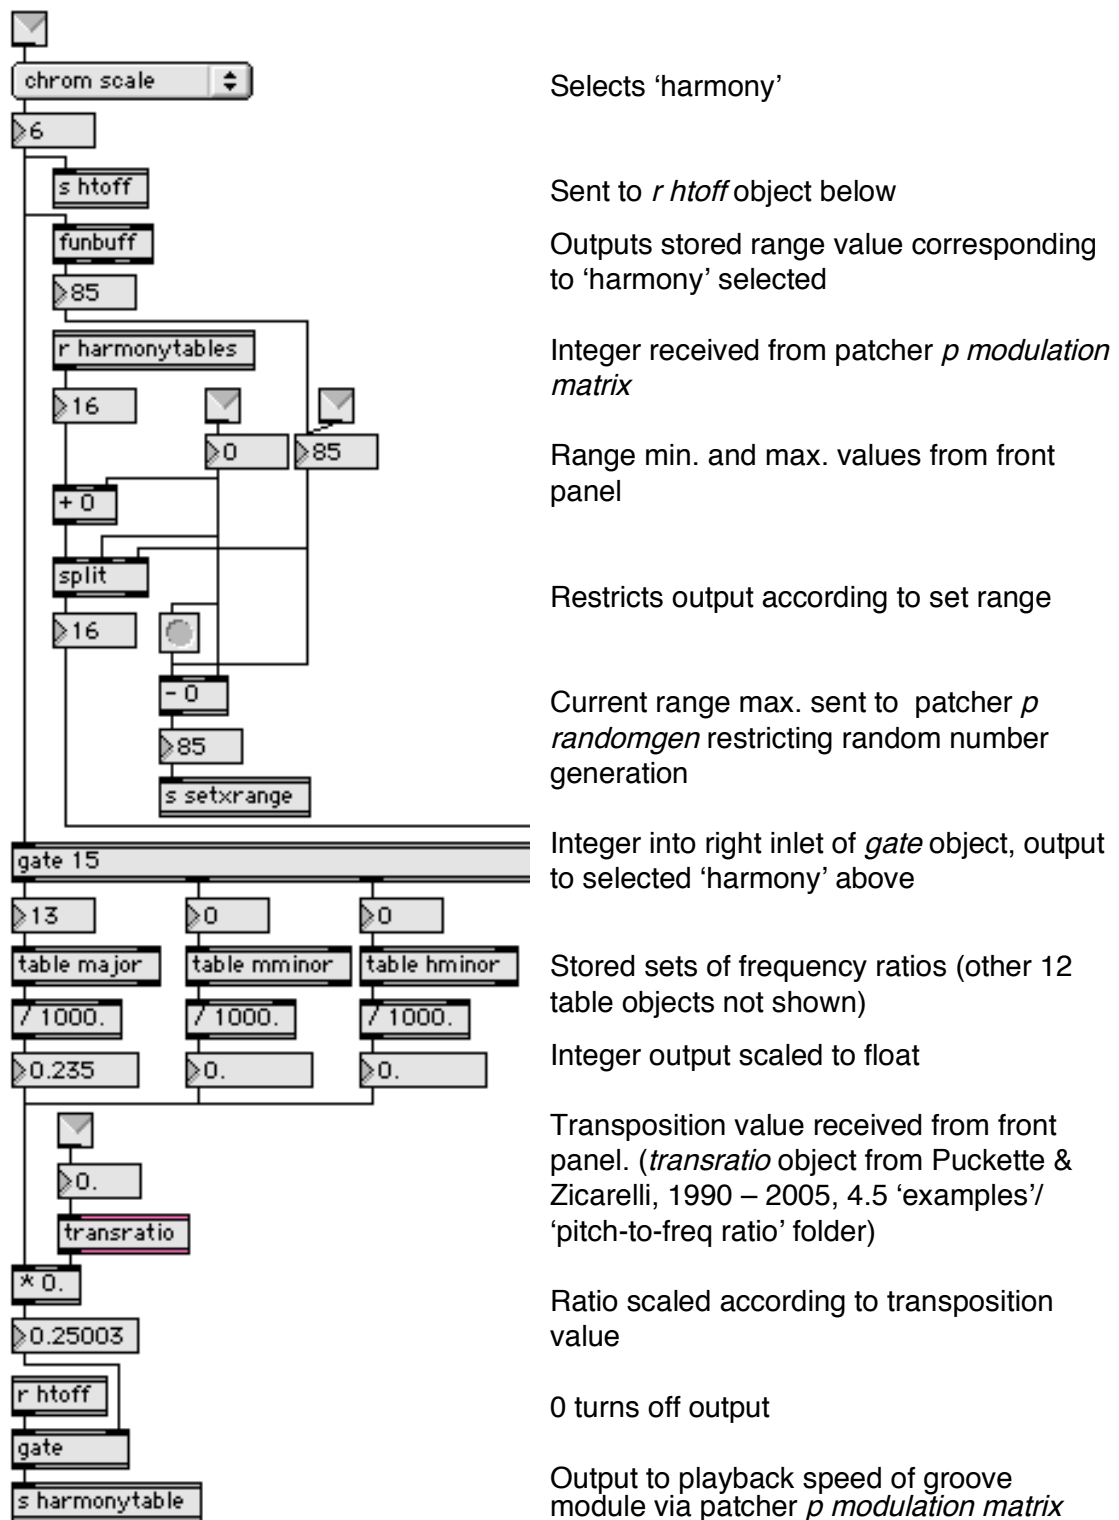 chrom scale
Selects ‘harmony’
6
s htoff
Sent to r htoff object below
funbuff
Outputs stored range value corresponding
to ‘harmony’ selected
85
r harmonytables
Integer received from patcher p modulation
matrix
16
0
85
Range min. and max. values from front
panel
+ 0
split
Restricts output according to set range
16
- 0
Current range max. sent to patcher p
randomgen restricting random number
generation
85
s setxrange
Integer into right inlet of gate object, output
to selected ‘harmony’ above
gate 15
13
0
0
table major
table mminor
table hminor
Stored sets of frequency ratios (other 12
table objects not shown)
/ 1000.
/ 1000.
/ 1000.
Integer output scaled to float
0.235
0.
0.
Transposition value received from front
panel. (transratio object from Puckette &
Zicarelli, 1990 – 2005, 4.5 ‘examples’/
‘pitch-to-freq ratio’ folder)
0.
transratio
* 0.
Ratio scaled according to transposition
value
0.25003
r htoff
0 turns off output
gate
Output to playback speed of groove
module via patcher p modulation matrix
s harmonytable